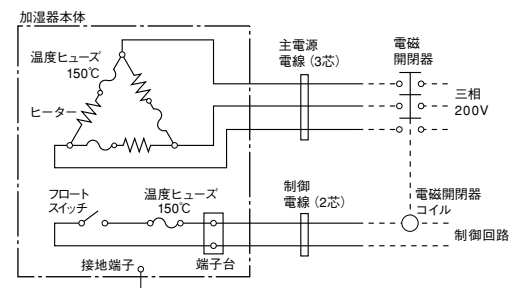 加湿器本体
温度ヒューズ
150℃
ヒーター
主電源
電線（3芯）
電磁
開閉器
三相
200V
フロート
スイッチ
温度ヒューズ
150℃
制御
電線（2芯）
電磁開閉器
コイル
制御回路
接地端子
端子台